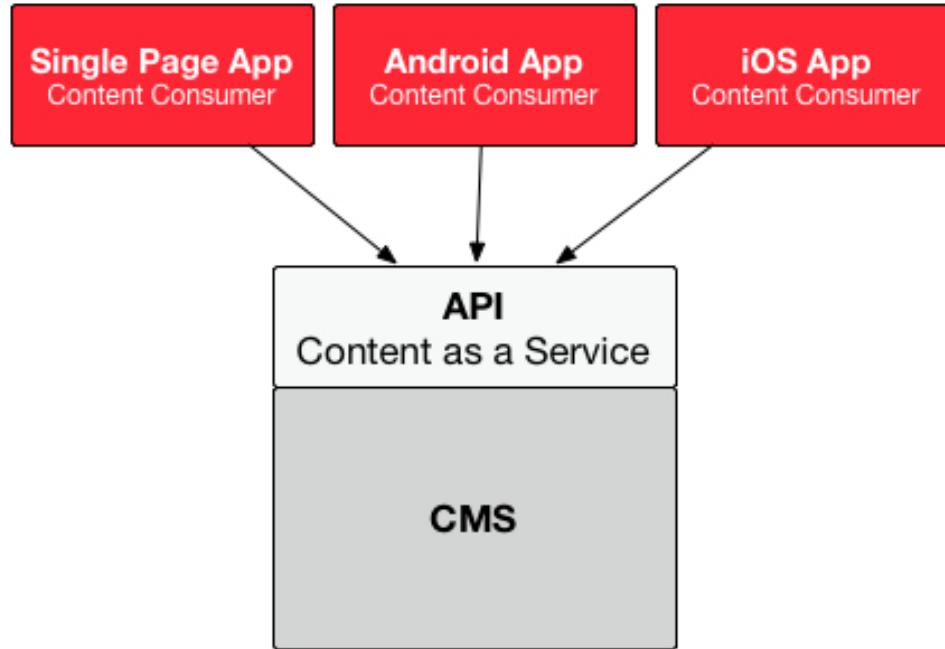 Single Page App
Content Consumer
Android App
Content Consumer
iOS App
Content Consumer
API
Content as a Service
CMS